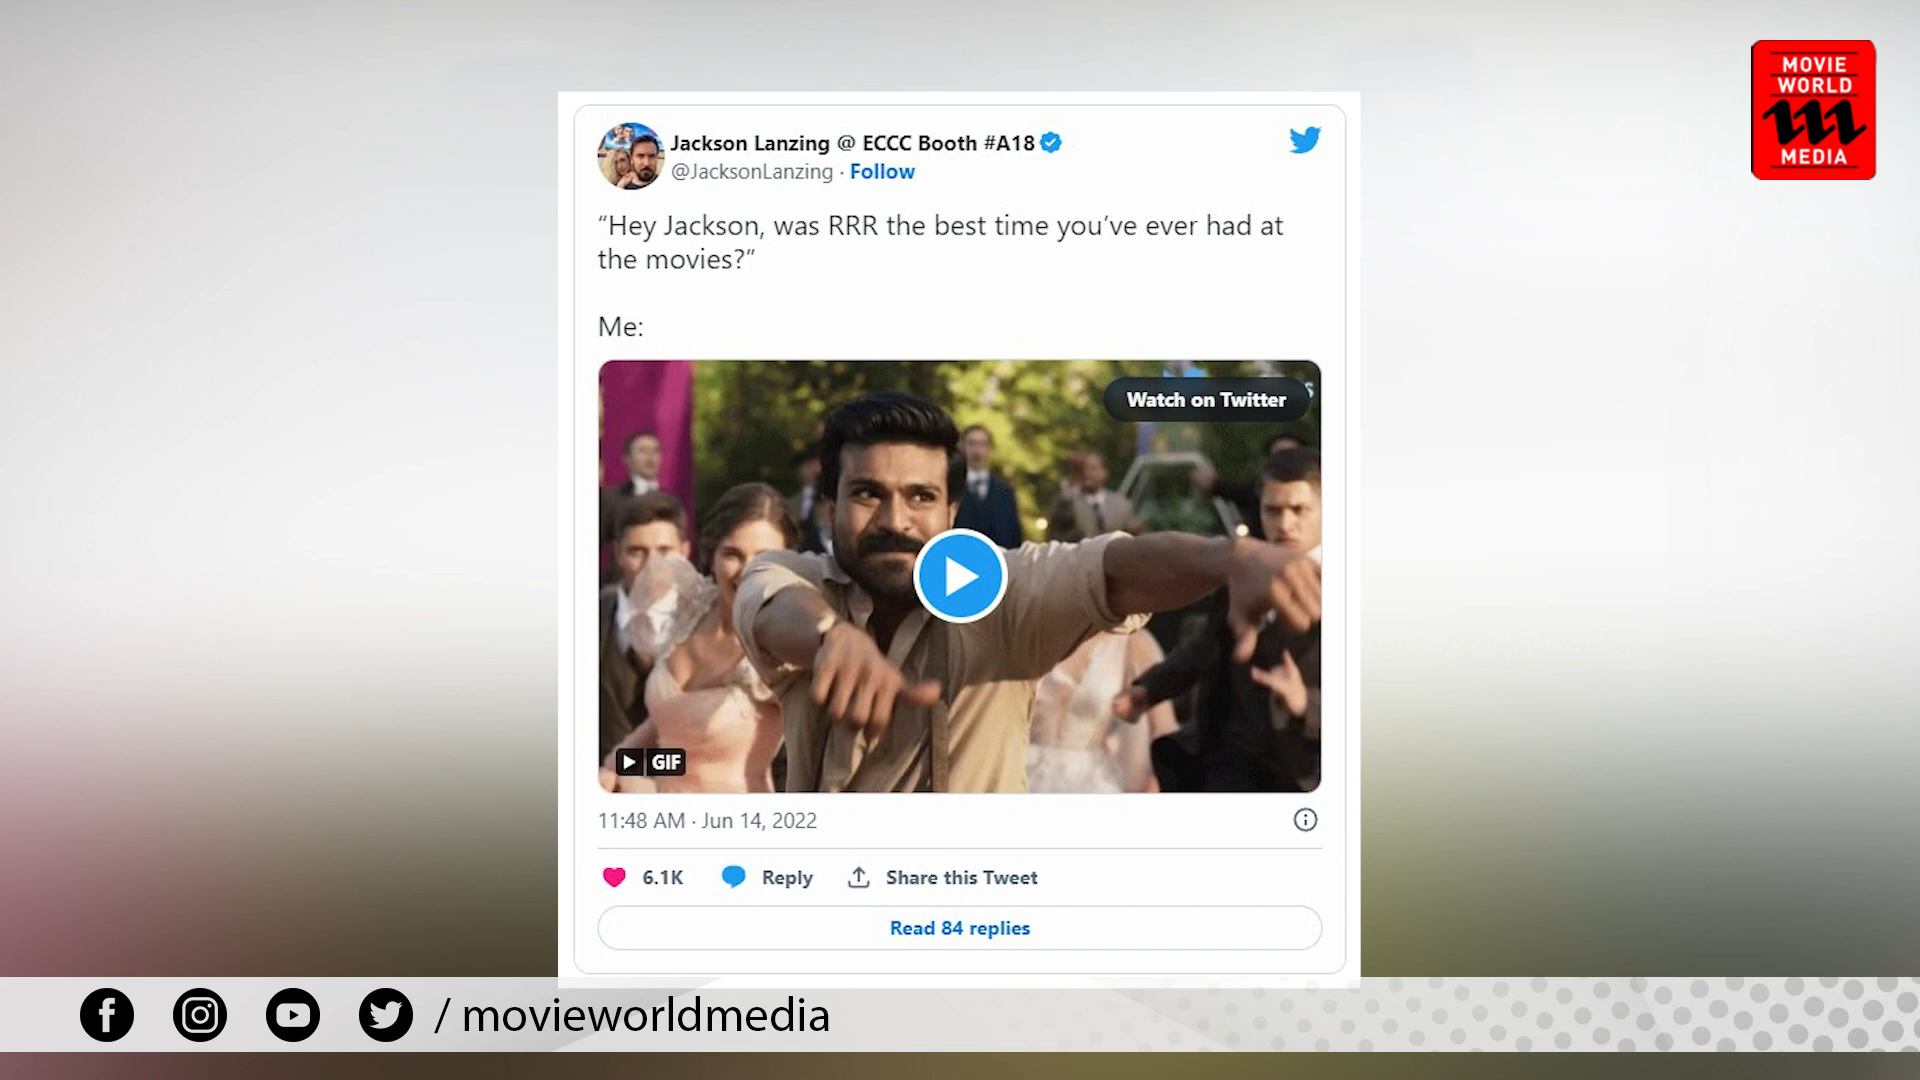 MOVIE
WORLD
MEDIA
Jackson Lanzing @ ECCC Booth #A18
@JacksonLanzing · Follow
“Hey Jackson, was RRR the best time you’ve ever had at
the movies?”
Me:
Watch on Twitter
GIF
11:48 AM · Jun 14, 2022
6.1K
Reply
Share this Tweet
Read 84 replies
/ movieworldmedia